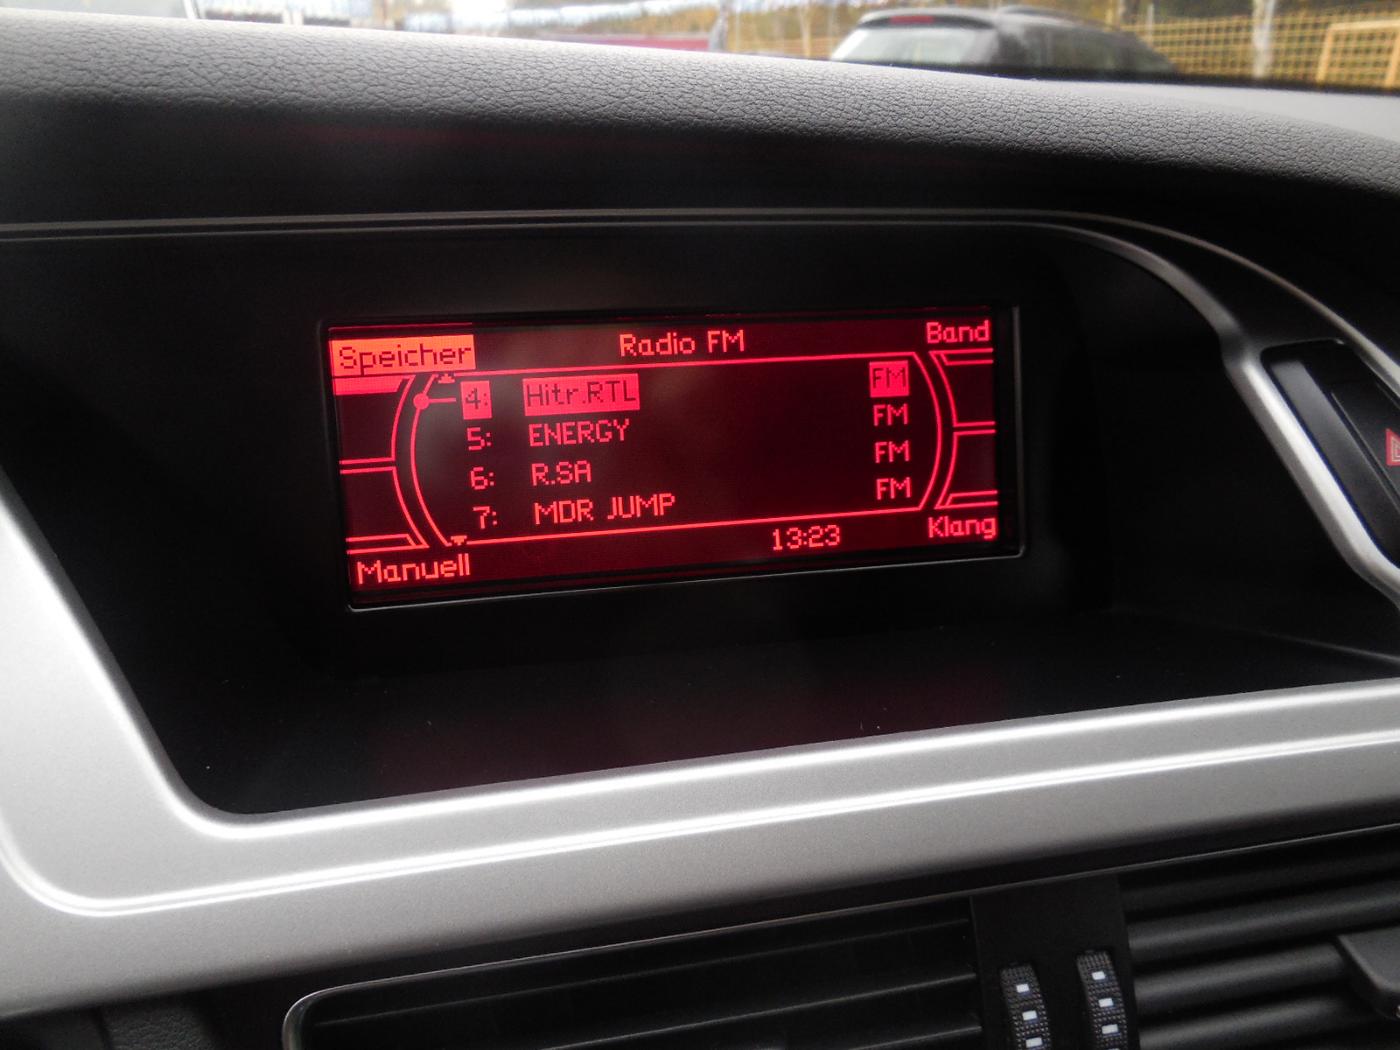 Speicher Radio FM Band
4: Hitr.RTL FM
5: ENERGY FM
6: R.SA FM
7: MDR JUMP FM
Manuell 13:23 Klang